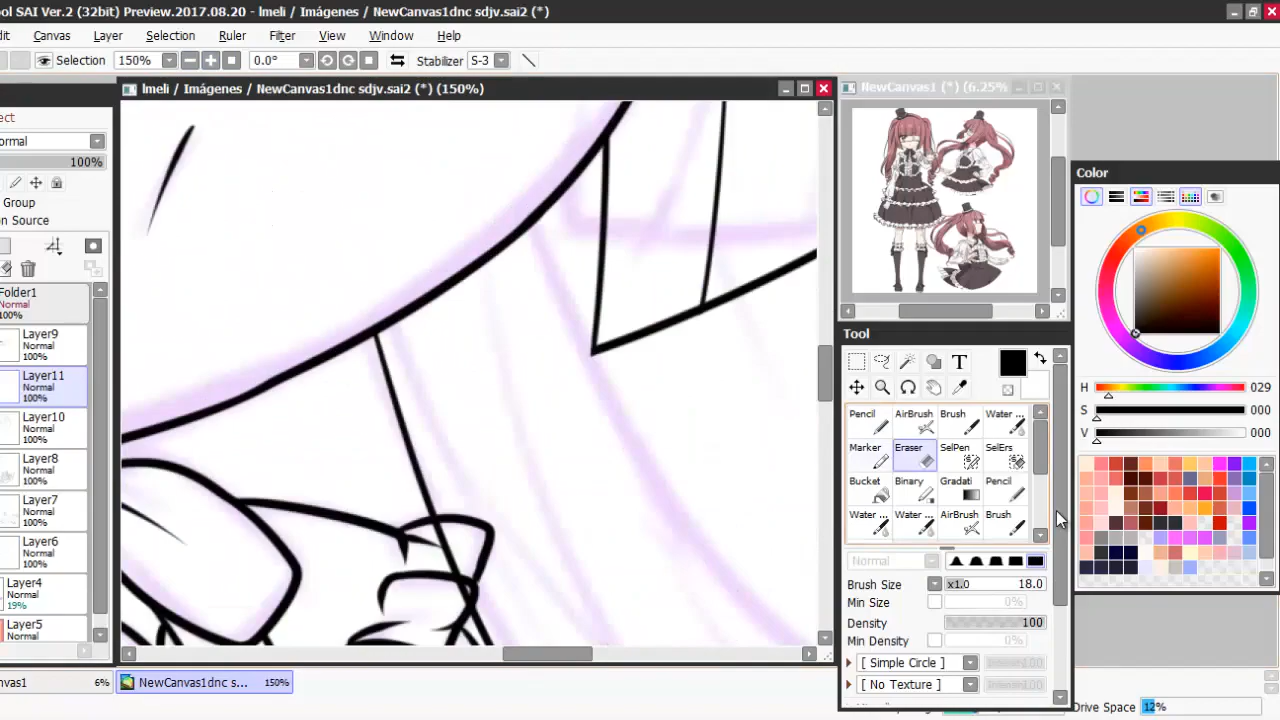 ool SAI Ver.2 (32bit) Preview.2017.08.20 - lmeli / Imágenes / NewCanvas1dnc sdjv.sai2 (*)
dit Canvas Layer Selection Ruler Filter View Window Help
Selection 150% 0.0° Stabilizer S-3
lmeli / Imágenes / NewCanvas1dnc sdjv.sai2 (*) (150%)
NewCanvas1 (*) (6.25%
ect
ormal
100%
Group
on Source
Folder1
Normal
100%
Layer9
Normal
100%
Layer11
Normal
100%
Layer10
Normal
100%
Layer8
Normal
100%
Layer7
Normal
100%
Layer6
Normal
100%
Layer4
Normal
19%
Layer5
Normal
Tool
T
Pencil AirBrush Brush Water ...
Marker Eraser SelPen SelErs
Bucket Binary Gradati Pencil
Water ... Water ... AirBrush Brush
Normal
Brush Size x1.0 18.0
Min Size 0%
Density 100
Min Density 0%
[ Simple Circle ]
[ No Texture ]
Color
H 029
S 000
V 000
vas1 6% NewCanvas1dnc s... 150%
Drive Space 12%